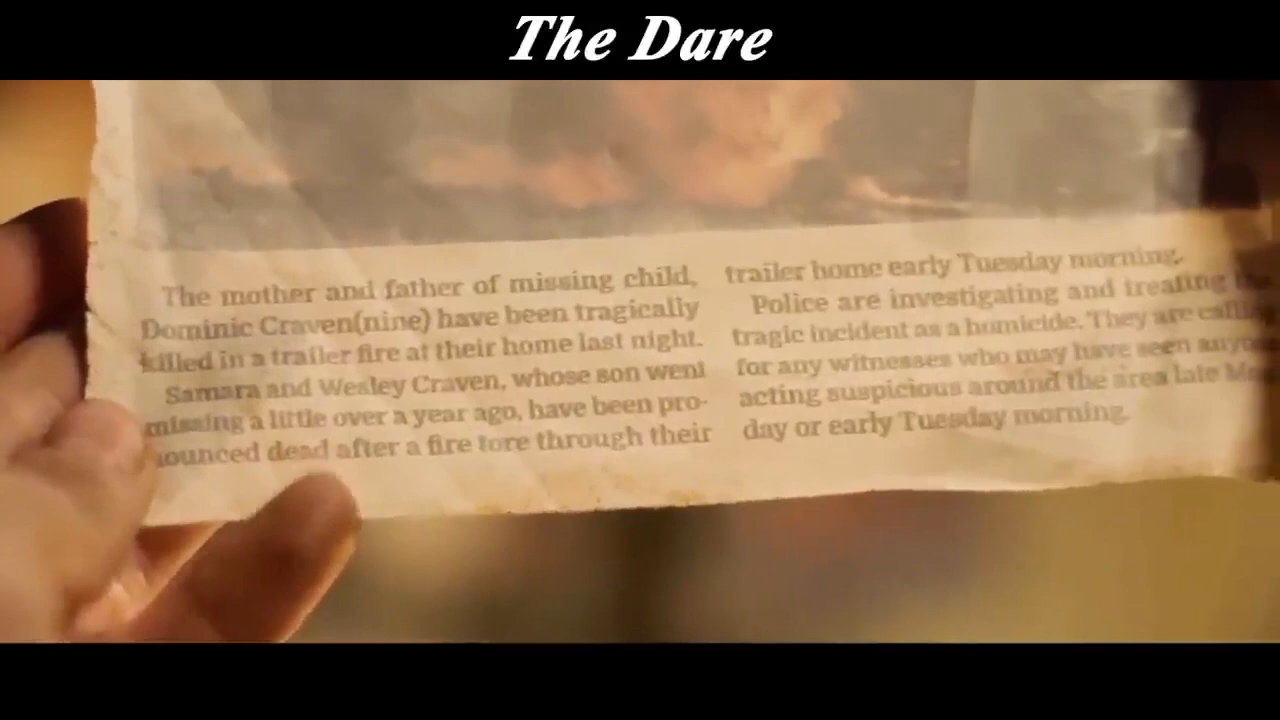 The Dare
The mother and father of missing child,
Dominic Craven(nine) have been tragically
killed in a trailer fire at their home last night.
Samara and Wesley Craven, whose son went
missing a little over a year ago, have been pro-
nounced dead after a fire tore through their
trailer home early Tuesday morning.
Police are investigating and treating the
tragic incident as a homicide. They are calling
for any witnesses who may have seen anyone
acting suspicious around the area late Mon-
day or early Tuesday morning.